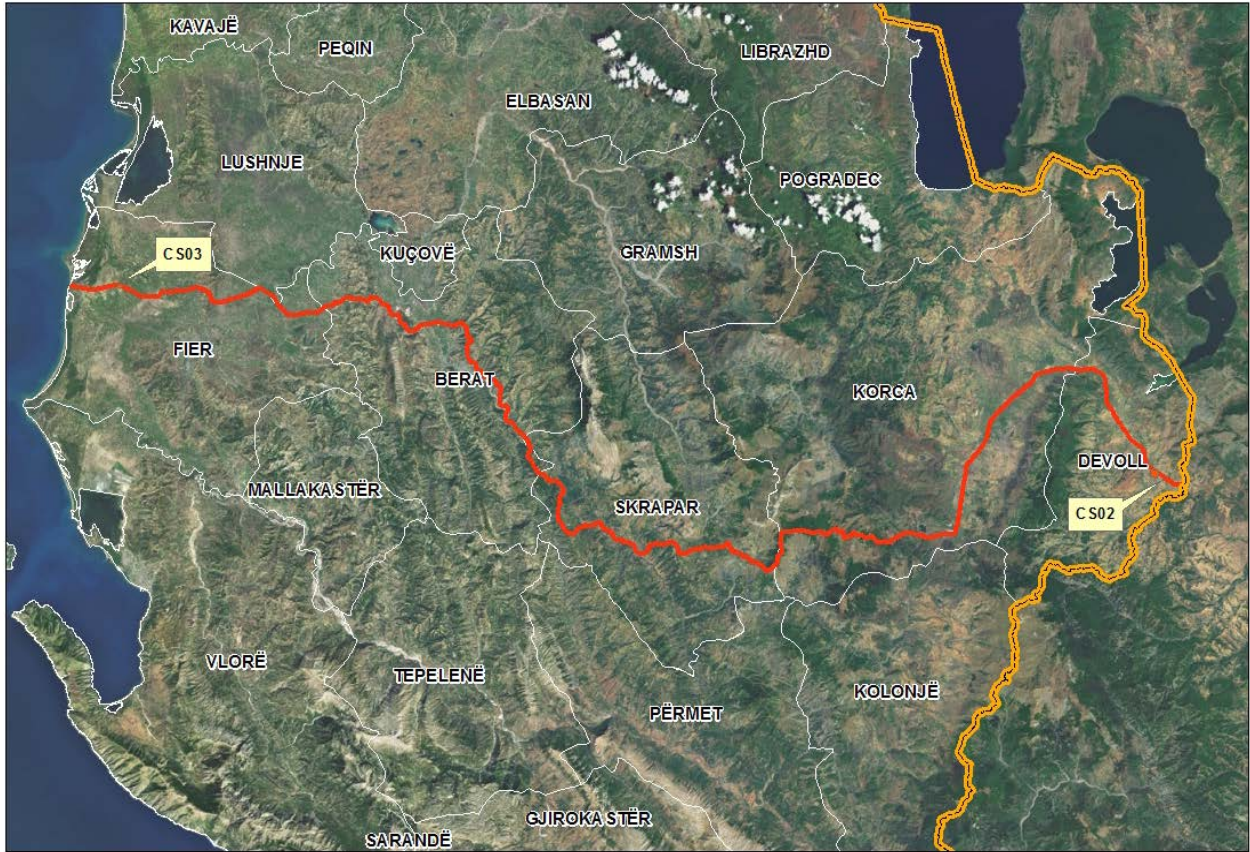 KAVAJË
PEQIN
LIBRAZHD
ELBASAN
LUSHNJE
POGRADEC
CS03
KUÇOVË
GRAMSH
FIER
BERAT
KORCA
DEVOLL
MALLAKASTËR
SKRAPAR
CS02
VLORË
TEPELENË
KOLONJË
PËRMET
GJIROKASTËR
SARANDË